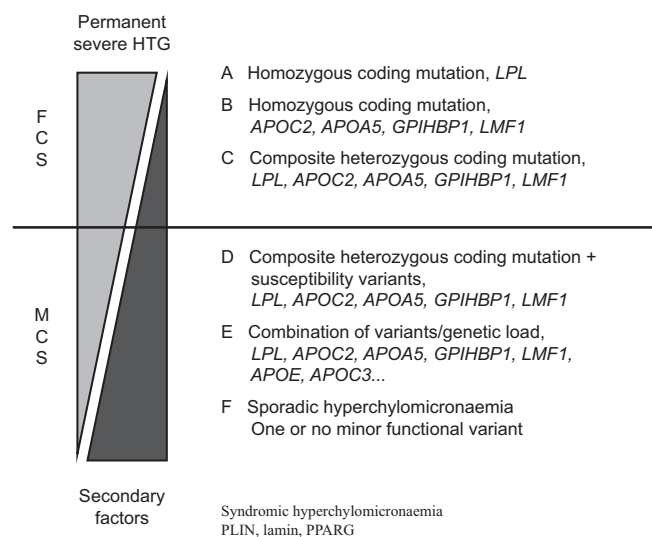 Permanent
severe HTG
F
C
S
A Homozygous coding mutation, LPL
B Homozygous coding mutation,
APOC2, APOA5, GPIHBP1, LMF1
C Composite heterozygous coding mutation,
LPL, APOC2, APOA5, GPIHBP1, LMF1
M
C
S
D Composite heterozygous coding mutation +
susceptibility variants,
LPL, APOC2, APOA5, GPIHBP1, LMF1
E Combination of variants/genetic load,
LPL, APOC2, APOA5, GPIHBP1, LMF1,
APOE, APOC3...
F Sporadic hyperchylomicronaemia
One or no minor functional variant
Secondary
factors
Syndromic hyperchylomicronaemia
PLIN, lamin, PPARG